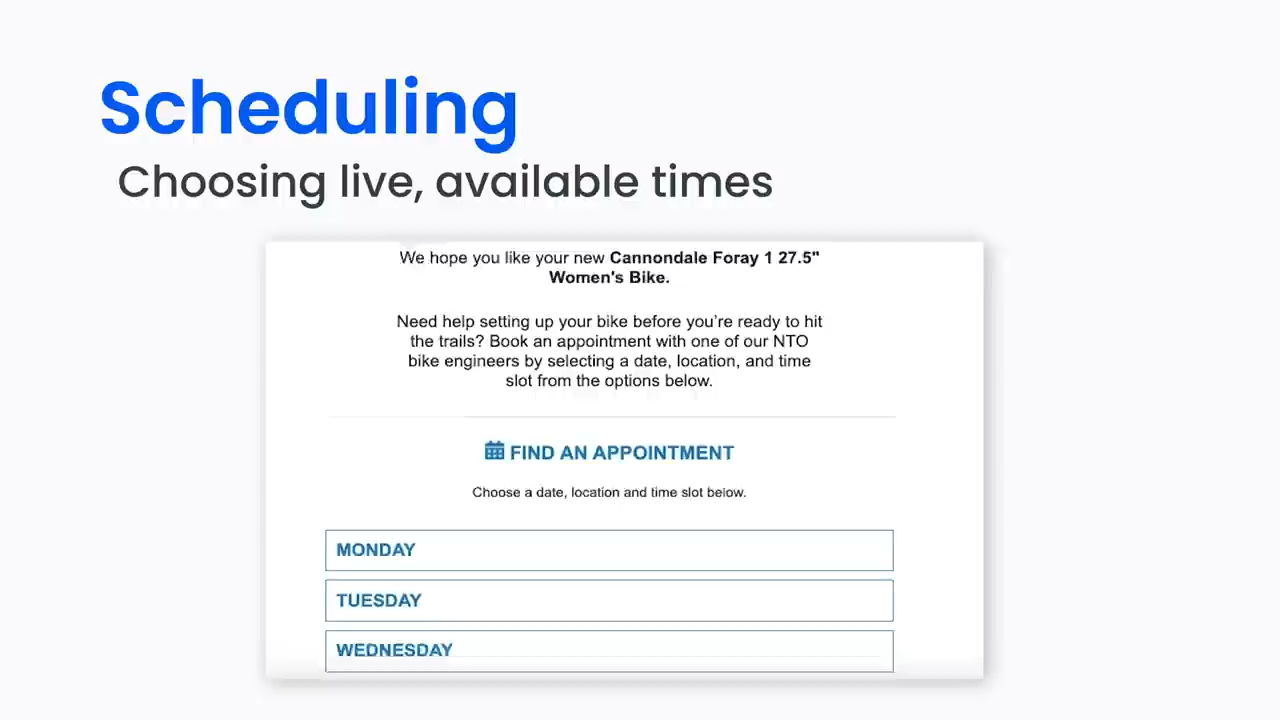 Scheduling
Choosing live, available times
We hope you like your new Cannondale Foray 1 27.5"
Women's Bike.
Need help setting up your bike before you're ready to hit
the trails? Book an appointment with one of our NTO
bike engineers by selecting a date, location, and time
slot from the options below.
FIND AN APPOINTMENT
Choose a date, location and time slot below.
MONDAY
TUESDAY
WEDNESDAY